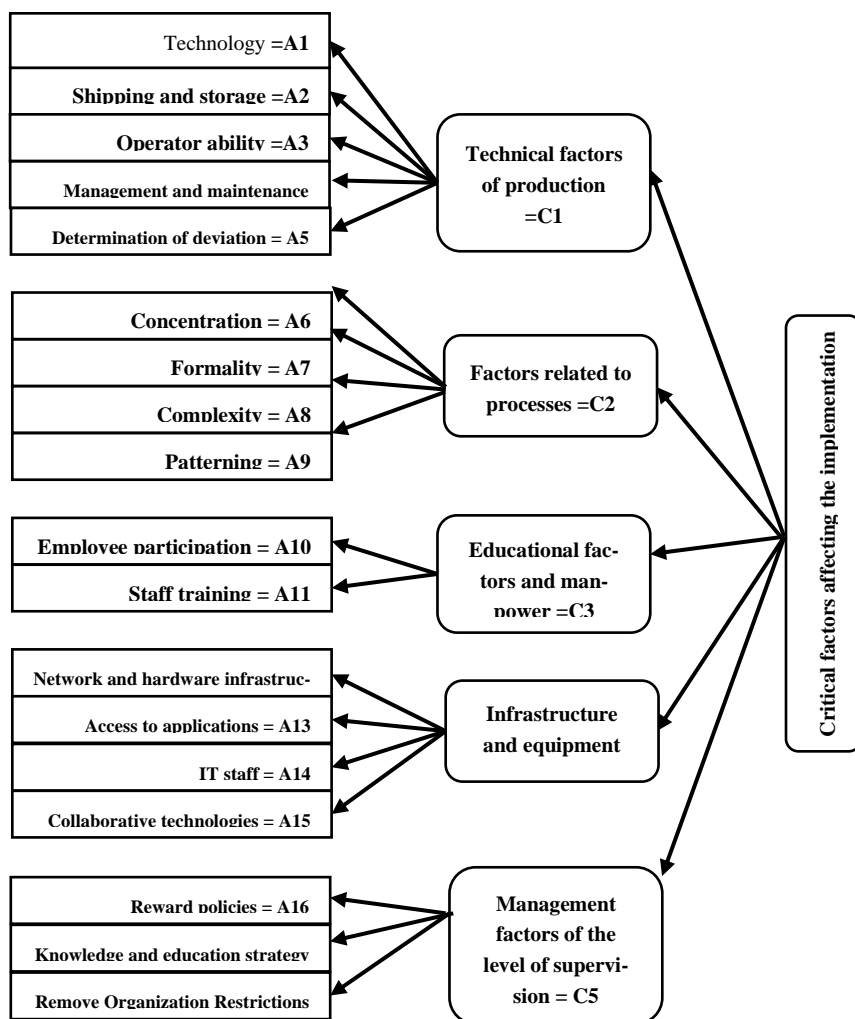 Technology =A1
Shipping and storage =A2
Operator ability =A3
Management and maintenance
Determination of deviation = A5
Technical factors
of production
=C1
Concentration = A6
Formality = A7
Complexity = A8
Patterning = A9
Factors related to
processes =C2
Employee participation = A10
Staff training = A11
Educational fac-
tors and man-
power =C3
Network and hardware infrastruc-
Access to applications = A13
IT staff = A14
Collaborative technologies = A15
Infrastructure
and equipment
Reward policies = A16
Knowledge and education strategy
Remove Organization Restrictions
Management
factors of the
level of supervi-
sion = C5
Critical factors affecting the implementation